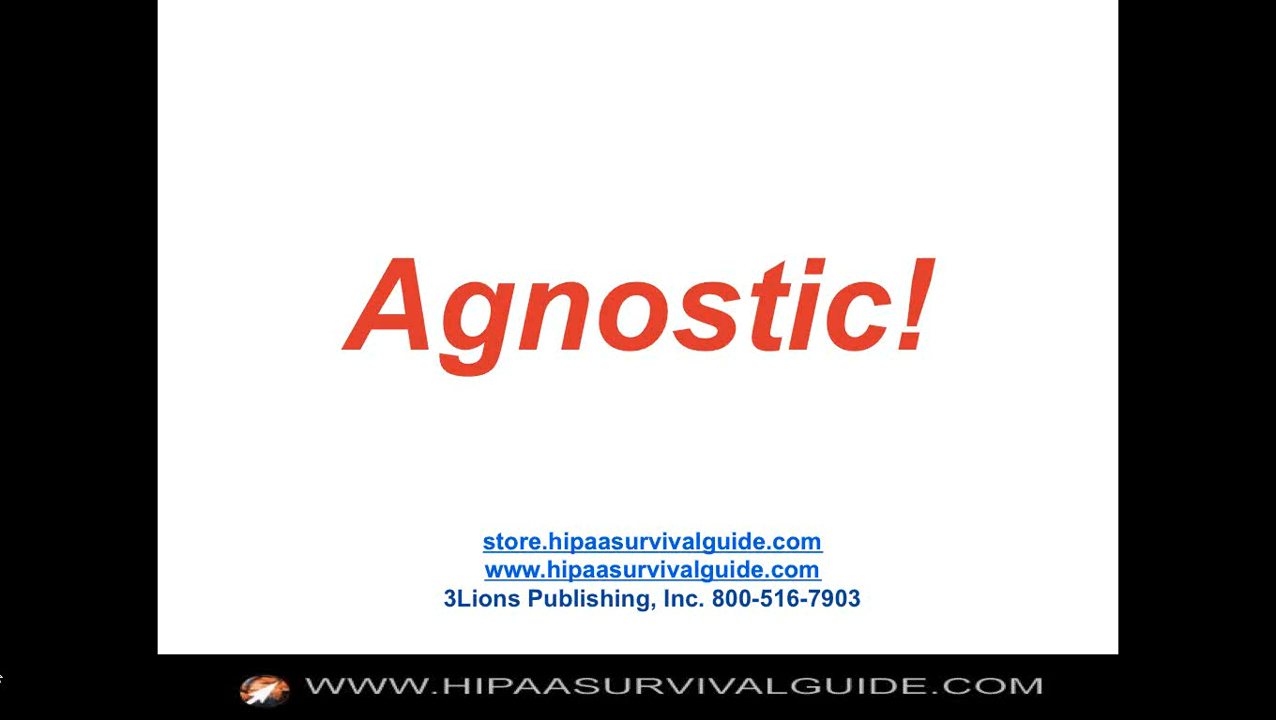 Agnostic!
store.hipaasurvivalguide.com
www.hipaasurvivalguide.com
3Lions Publishing, Inc. 800-516-7903
WWW.HIPAASURVIVALGUIDE.COM